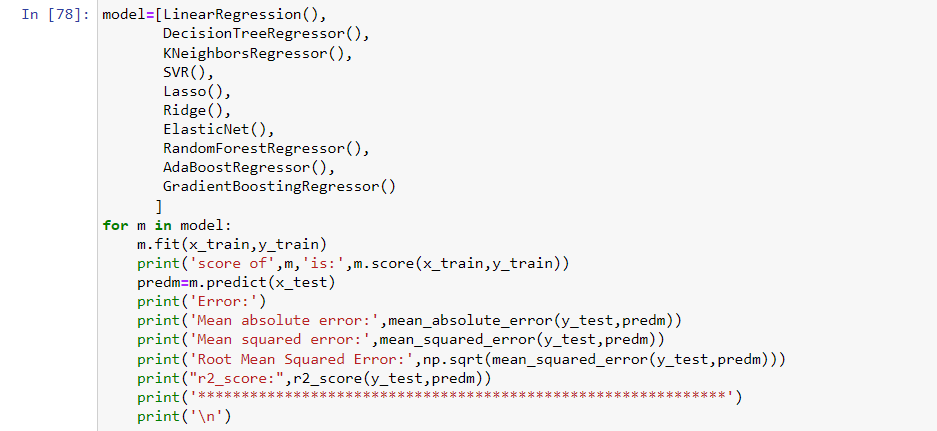 In [78]: model=[LinearRegression(),
DecisionTreeRegressor(),
KNeighborsRegressor(),
SVR(),
Lasso(),
Ridge(),
ElasticNet(),
RandomForestRegressor(),
AdaBoostRegressor(),
GradientBoostingRegressor()
]
for m in model:
m.fit(x_train,y_train)
print('score of',m,'is:',m.score(x_train,y_train))
predm=m.predict(x_test)
print('Error:')
print('Mean absolute error:',mean_absolute_error(y_test,predm))
print('Mean squared error:',mean_squared_error(y_test,predm))
print('Root Mean Squared Error:',np.sqrt(mean_squared_error(y_test,predm)))
print("r2_score:",r2_score(y_test,predm))
print('*************************************************************')
print('\n')